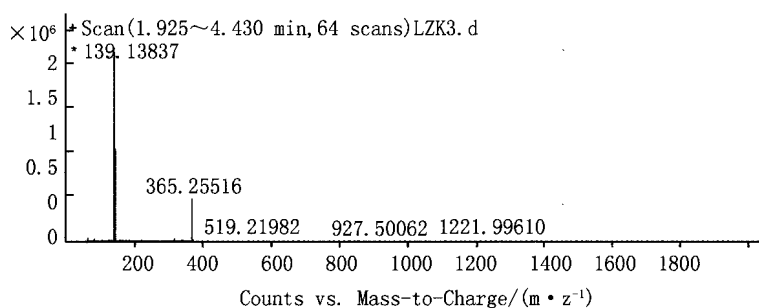 ×10⁶ + Scan(1.925～4.430 min,64 scans)LZK3.d
* 139.13837
2
1.5
1
0.5
365.25516
0
519.21982 927.50062 1221.99610
0
200 400 600 800 1000 1200 1400 1600 1800
Counts vs. Mass-to-Charge/(m·z⁻¹)